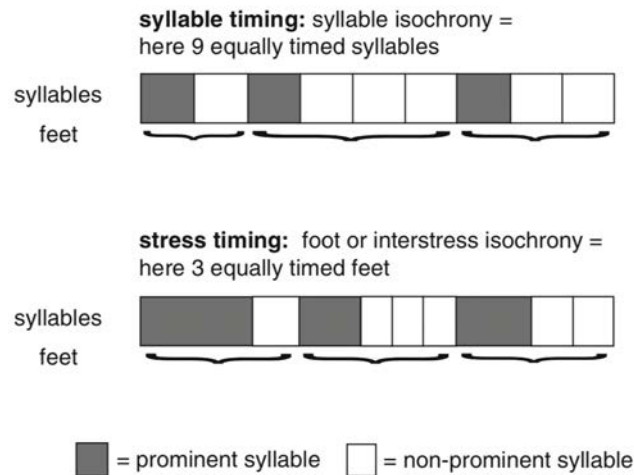 syllable timing: syllable isochrony =
here 9 equally timed syllables
syllables
feet
stress timing: foot or interstress isochrony =
here 3 equally timed feet
syllables
feet
= prominent syllable = non-prominent syllable